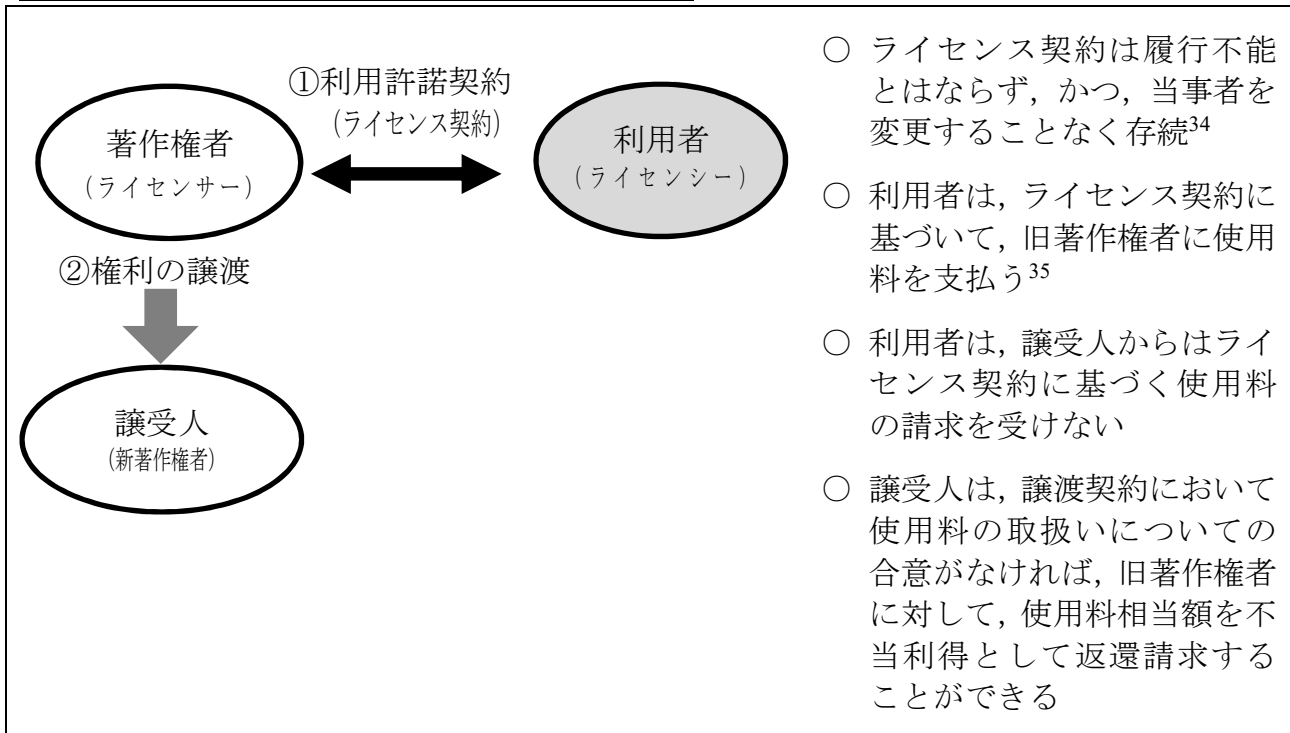 ①利用許諾契約
(ライセンス契約)
著作権者
(ライセンサー)
利用者
(ライセンシー)
②権利の譲渡
譲受人
(新著作権者)
○ ライセンス契約は履行不能
とはならず，かつ，当事者を
変更することなく存続34
○ 利用者は，ライセンス契約に
基づいて，旧著作権者に使用
料を支払う35
○ 利用者は，譲受人からはライ
センス契約に基づく使用料
の請求を受けない
○ 譲受人は，譲渡契約において
使用料の取扱いについての
合意がなければ，旧著作権者
に対して，使用料相当額を不
当利得として返還請求する
ことができる